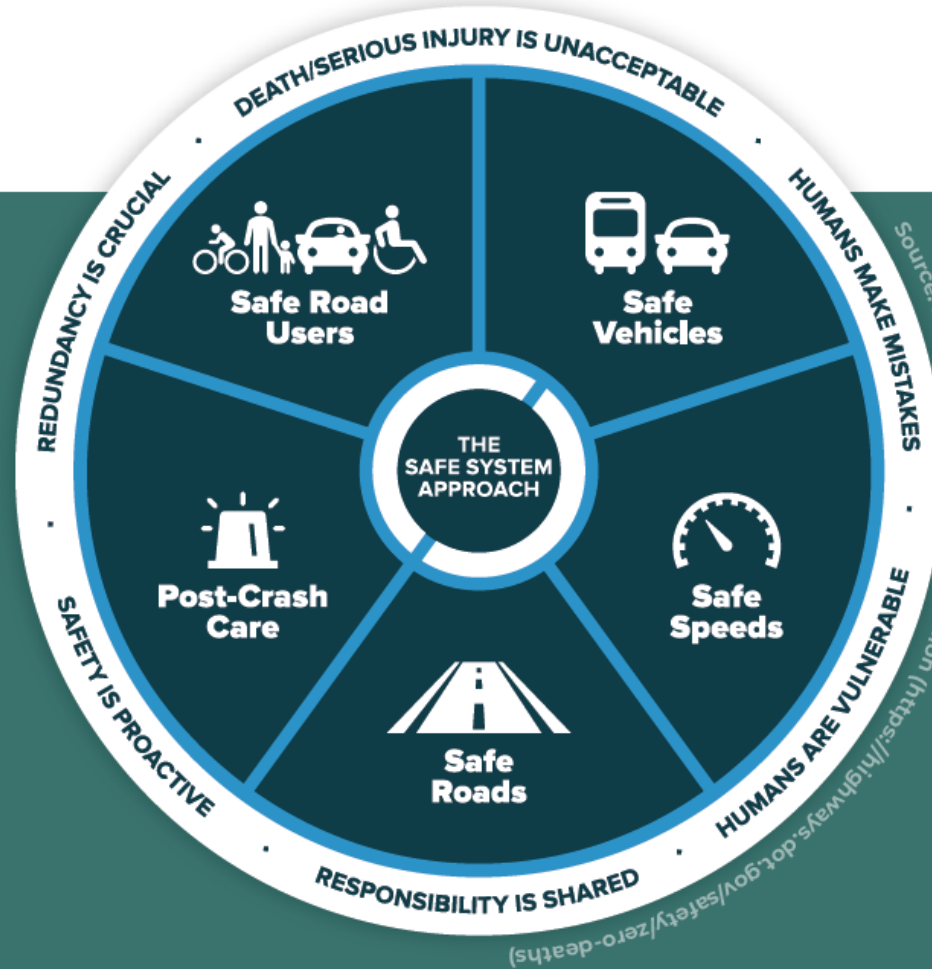 DEATH/SERIOUS INJURY IS UNACCEPTABLE
HUMANS MAKE MISTAKES
HUMANS ARE VULNERABLE
RESPONSIBILITY IS SHARED
SAFETY IS PROACTIVE
REDUNDANCY IS CRUCIAL
Safe Road
Users
Safe
Vehicles
Safe
Speeds
Safe
Roads
Post-Crash
Care
THE
SAFE SYSTEM
APPROACH
Source:
(https://highways.dot.gov/safety/zero-deaths)